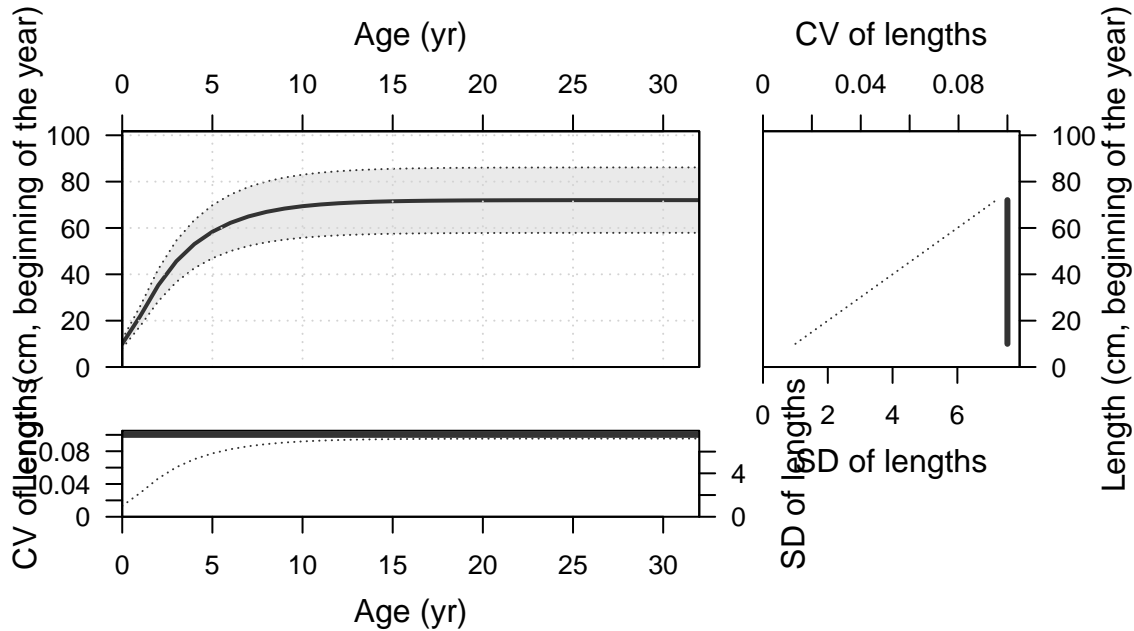 Age (yr)
CV of lengths
0 5 10 15 20 25 30
0 0.04 0.08
Length (cm, beginning of the year)
100
80
60
40
20
0
100
80
60
40
20
0
Length (cm, beginning of the year)
0 2 4 6
SD of lengths
CV of lengths
0.08
0.04
0
4
0
SD of lengths
0 5 10 15 20 25 30
Age (yr)